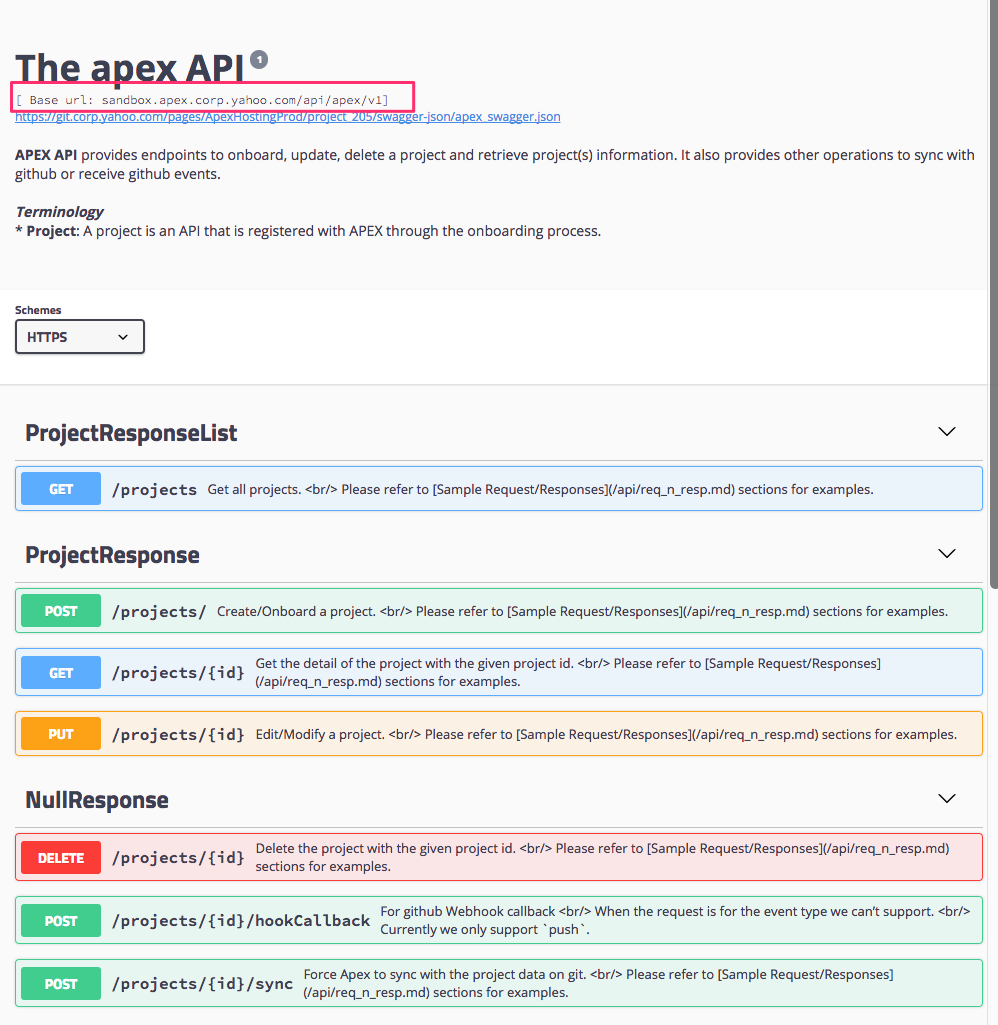 The apex API 1
[ Base url: sandbox.apex.corp.yahoo.com/api/apex/v1]
https://git.corp.yahoo.com/pages/ApexHostingProd/project_205/swagger-json/apex_swagger.json
APEX API provides endpoints to onboard, update, delete a project and retrieve project(s) information. It also provides other operations to sync with
github or receive github events.
Terminology
* Project: A project is an API that is registered with APEX through the onboarding process.
Schemes
HTTPS
ProjectResponseList
GET /projects Get all projects. <br/> Please refer to [Sample Request/Responses](/api/req_n_resp.md) sections for examples.
ProjectResponse
POST /projects/ Create/Onboard a project. <br/> Please refer to [Sample Request/Responses](/api/req_n_resp.md) sections for examples.
GET /projects/{id} Get the detail of the project with the given project id. <br/> Please refer to [Sample Request/Responses]
(/api/req_n_resp.md) sections for examples.
PUT /projects/{id} Edit/Modify a project. <br/> Please refer to [Sample Request/Responses](/api/req_n_resp.md) sections for examples.
NullResponse
DELETE /projects/{id} Delete the project with the given project id. <br/> Please refer to [Sample Request/Responses](/api/req_n_resp.md)
sections for examples.
POST /projects/{id}/hookCallback For github Webhook callback <br/> When the request is for the event type we can’t support. <br/>
Currently we only support `push`.
POST /projects/{id}/sync Force Apex to sync with the project data on git. <br/> Please refer to [Sample Request/Responses]
(/api/req_n_resp.md) sections for examples.